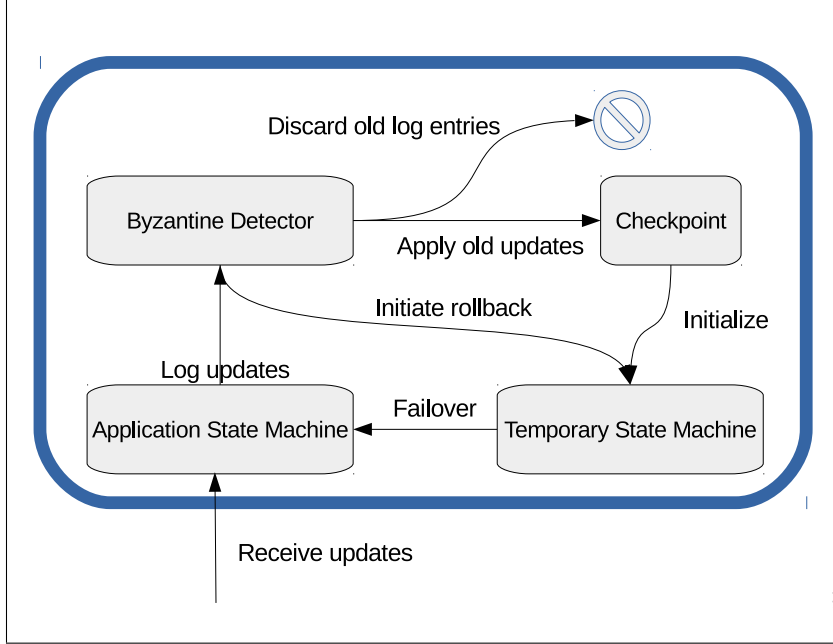 Discard old log entries
Byzantine Detector
Checkpoint
Apply old updates
Initiate rollback
Initialize
Log updates
Failover
Application State Machine
Temporary State Machine
Receive updates